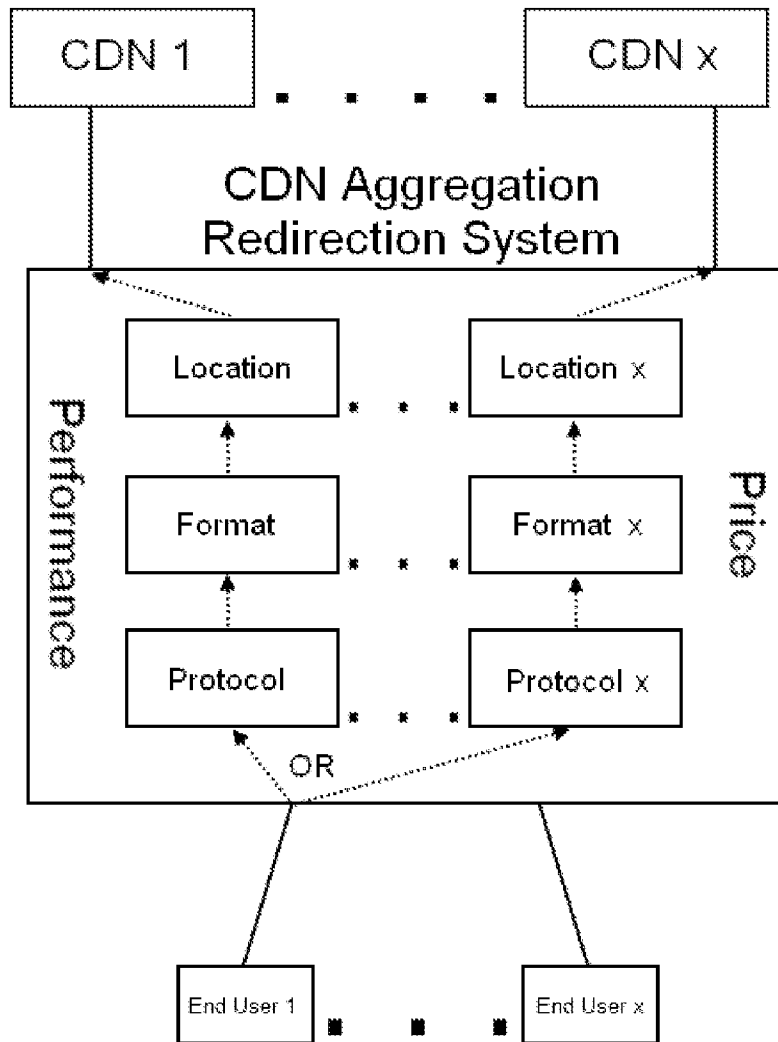 CDN 1
CDN x
CDN Aggregation
Redirection System
Performance
Location
Location x
Price
Format
Format x
Protocol
Protocol x
OR
End User 1
End User x